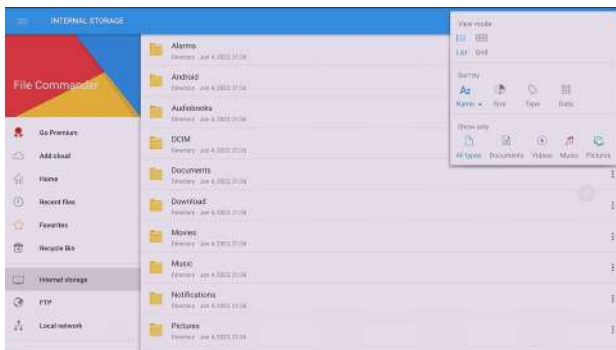 INTERNAL STORAGE
File Commander
Go Premium
Add cloud
Home
Recent files
Favorites
Recycle Bin
Internal storage
FTP
Local network
Alarms
Android
Audiobooks
DCIM
Documents
Download
Movies
Music
Notifications
Pictures
View mode
List Grid
Sort by
Name Size Type Date
Show only
All types Documents Videos Music Pictures